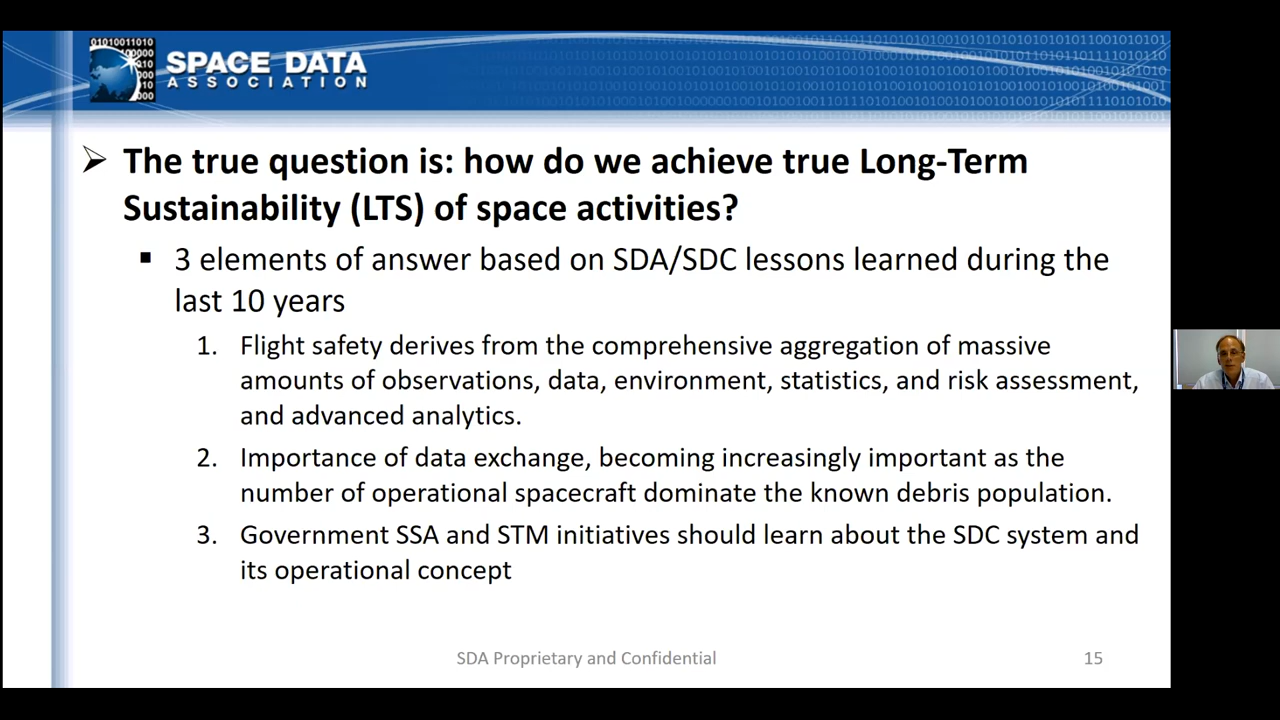 SPACE DATA
ASSOCIATION
➢ The true question is: how do we achieve true Long-Term
Sustainability (LTS) of space activities?
▪ 3 elements of answer based on SDA/SDC lessons learned during the
last 10 years
1. Flight safety derives from the comprehensive aggregation of massive
amounts of observations, data, environment, statistics, and risk assessment,
and advanced analytics.
2. Importance of data exchange, becoming increasingly important as the
number of operational spacecraft dominate the known debris population.
3. Government SSA and STM initiatives should learn about the SDC system and
its operational concept
SDA Proprietary and Confidential
15